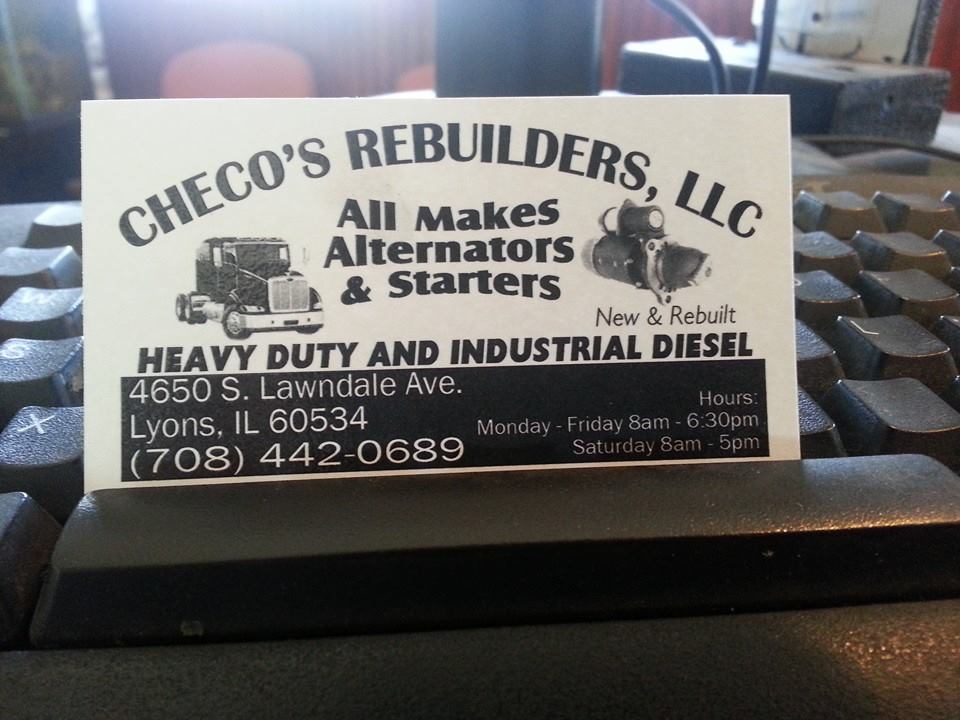 CHECO'S REBUILDERS, LLC
All Makes
Alternators
& Starters
New & Rebuilt
HEAVY DUTY AND INDUSTRIAL DIESEL
4650 S. Lawndale Ave.
Lyons, IL 60534
(708) 442-0689
Hours:
Monday - Friday 8am - 6:30pm
Saturday 8am - 5pm
X